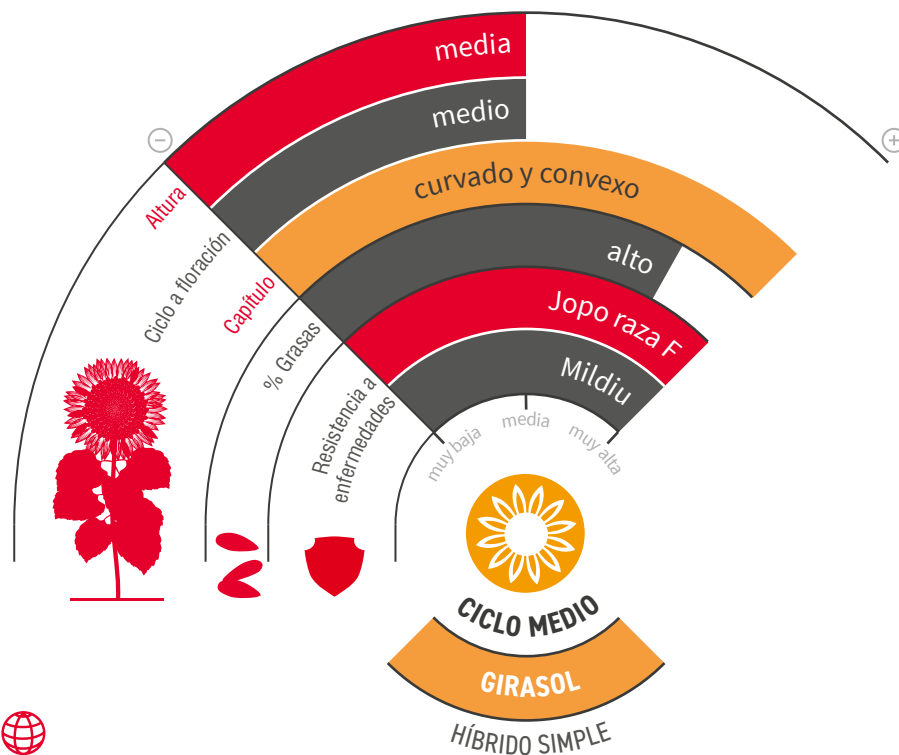 media
medio
curvado y convexo
alto
Jopo raza F
Mildiu
Altura
Ciclo a floración
Capítulo
% Grasas
Resistencia a
enfermedades
muy baja
media
muy alta
CICLO MEDIO
GIRASOL
HÍBRIDO SIMPLE